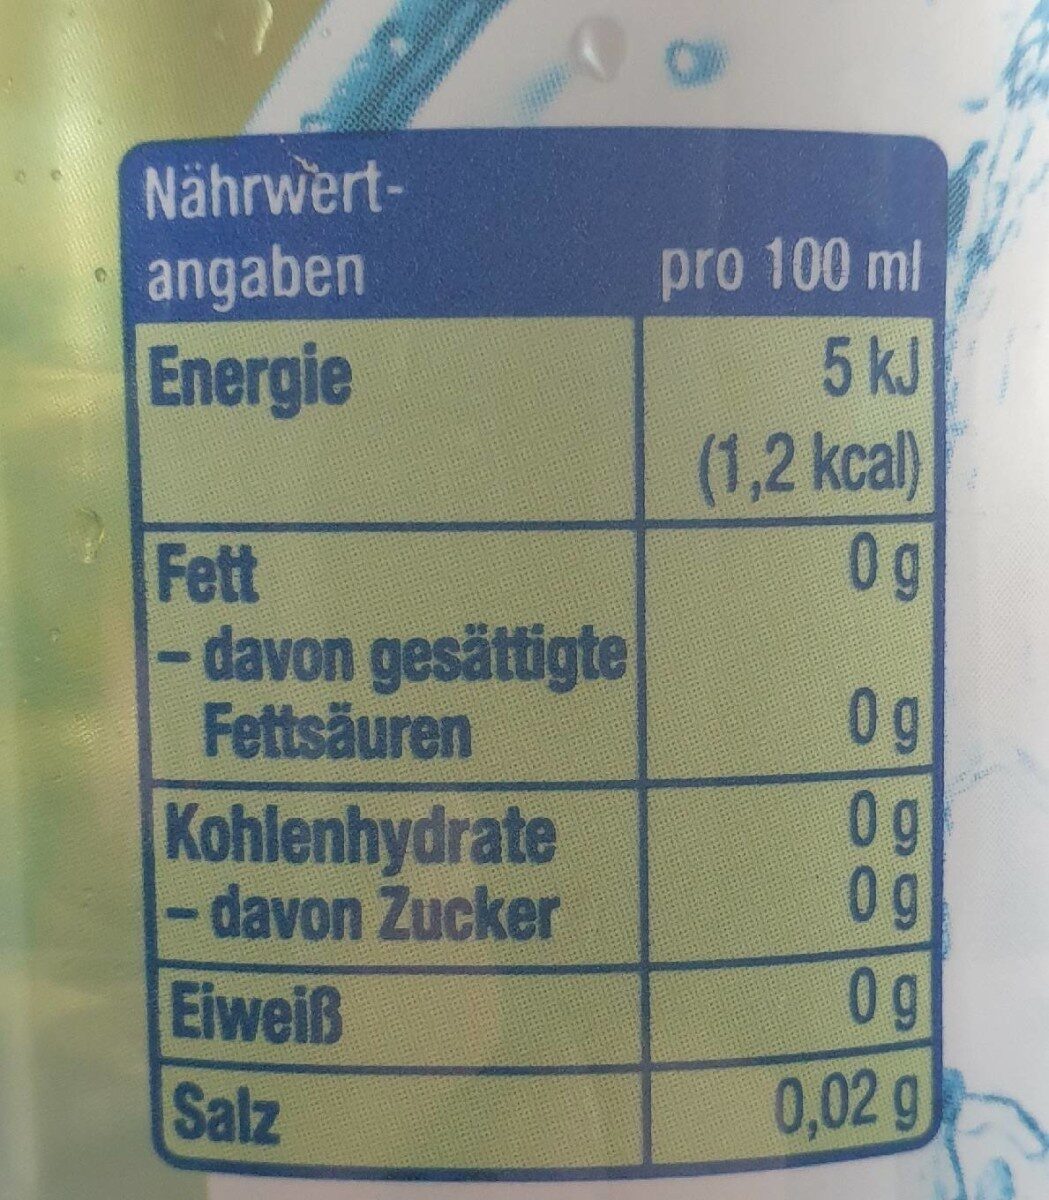 Nährwert-
angaben pro 100 ml
Energie 5 kJ
(1,2 kcal)
Fett 0 g
– davon gesättigte
Fettsäuren 0 g
Kohlenhydrate 0 g
– davon Zucker 0 g
Eiweiß 0 g
Salz 0,02 g